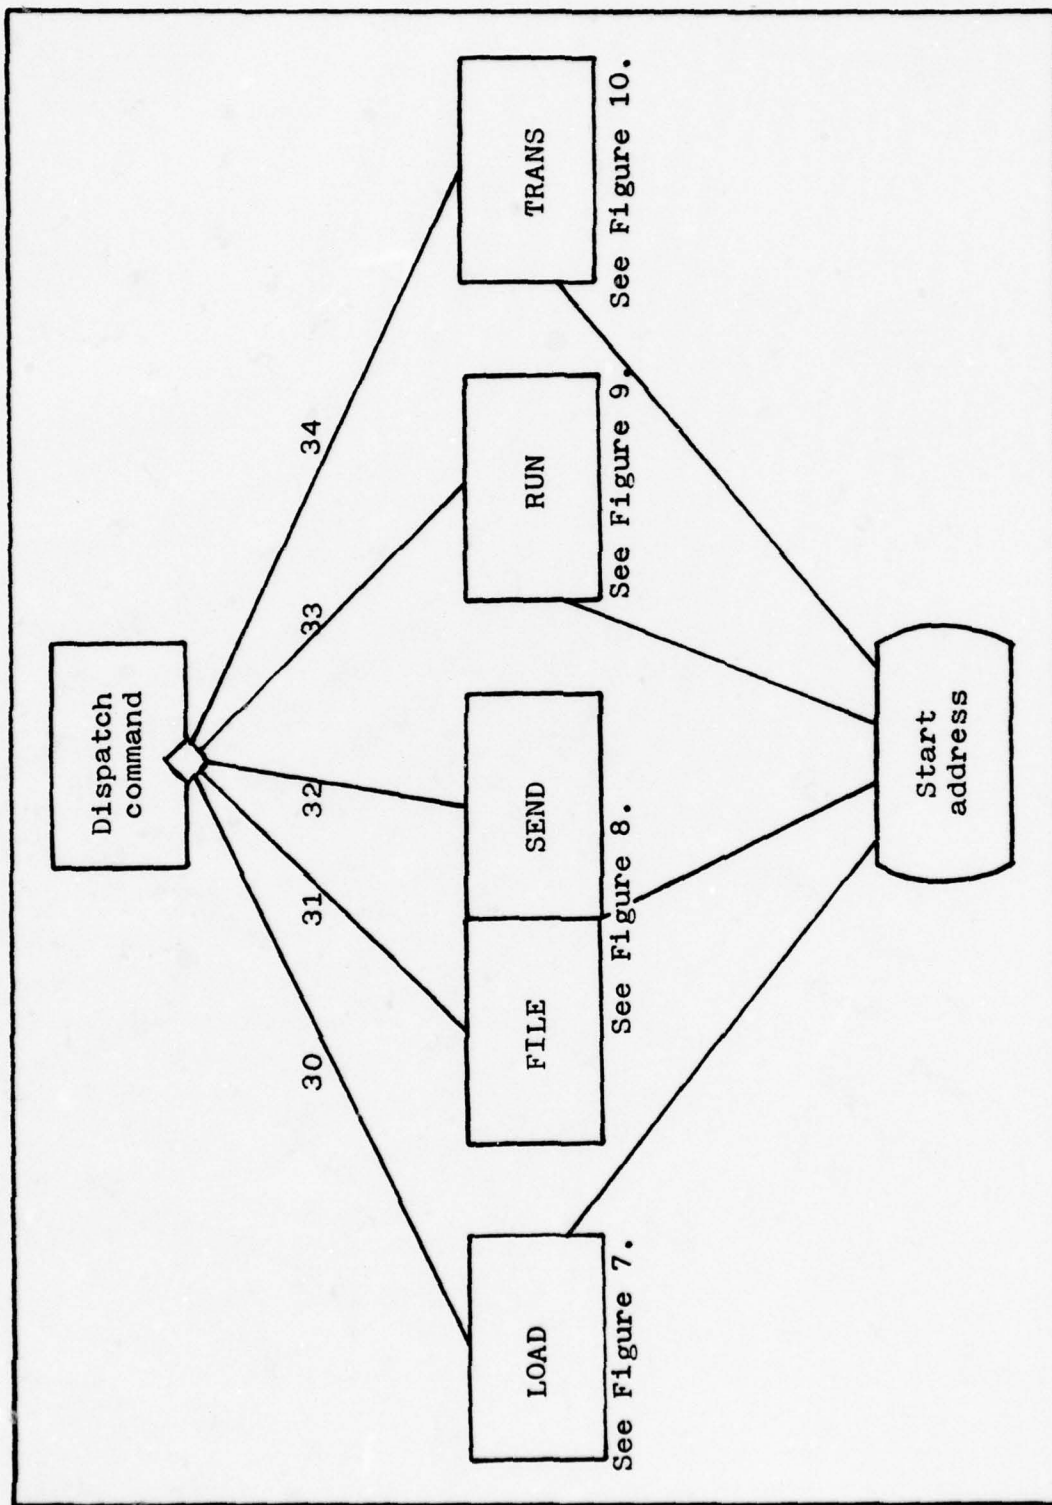 Dispatch
command
30
31
32
33
34
LOAD
FILE
SEND
RUN
TRANS
See Figure 7.
See Figure 8.
See Figure 9.
See Figure 10.
Start
address